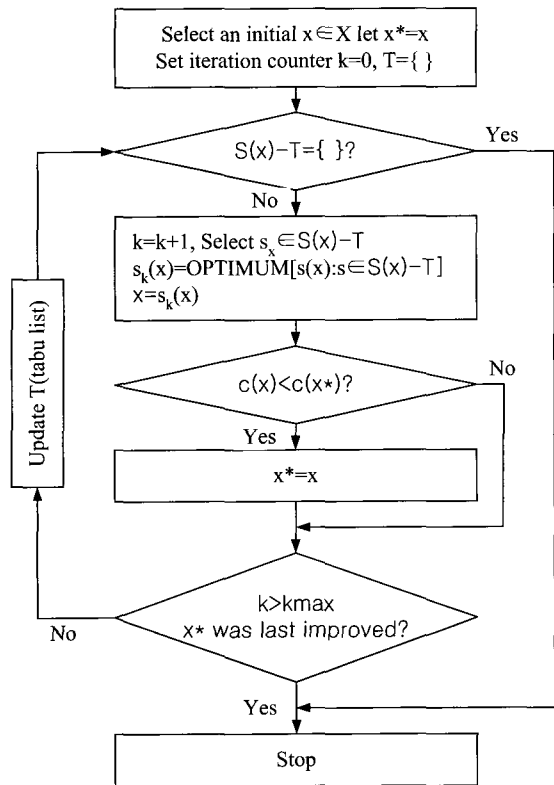 Select an initial x∈X let x*=x
Set iteration counter k=0, T={ }
S(x)-T={ }?
Yes
No
k=k+1, Select sₓ∈S(x)-T
sₖ(x)=OPTIMUM[s(x):s∈S(x)-T]
x=sₖ(x)
Update T(tabu list)
c(x)<c(x*)?
No
Yes
x*=x
k>kmax
x* was last improved?
No
Yes
Stop